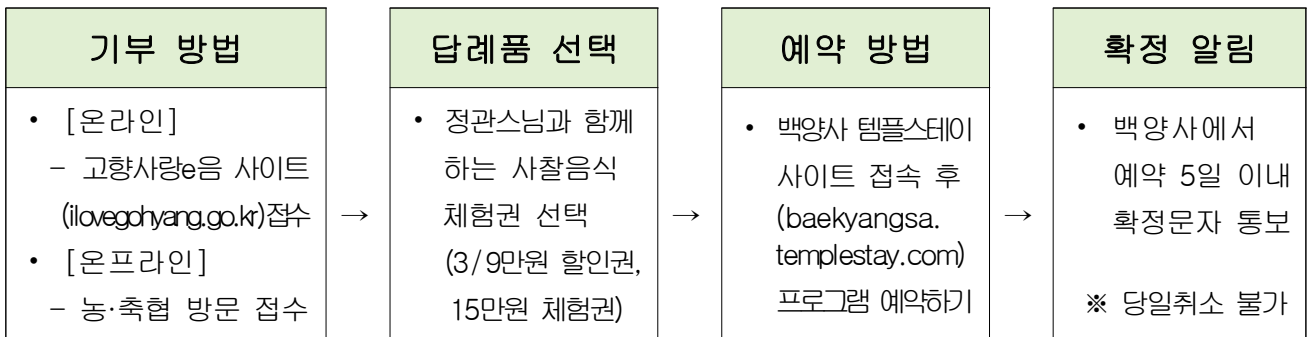 기부 방법
• [온라인]
- 고향사랑e음 사이트
(ilovegohyang.go.kr)접수
• [온프라인]
- 농·축협 방문 접수
→
답례품 선택
• 정관스님과 함께
하는 사찰음식
체험권 선택
(3/9만원 할인권,
15만원 체험권)
→
예약 방법
• 백양사 템플스테이
사이트 접속 후
(baekyangsa.
templestay.com)
프로그램 예약하기
→
확정 알림
• 백양사에서
예약 5일 이내
확정문자 통보
※ 당일취소 불가